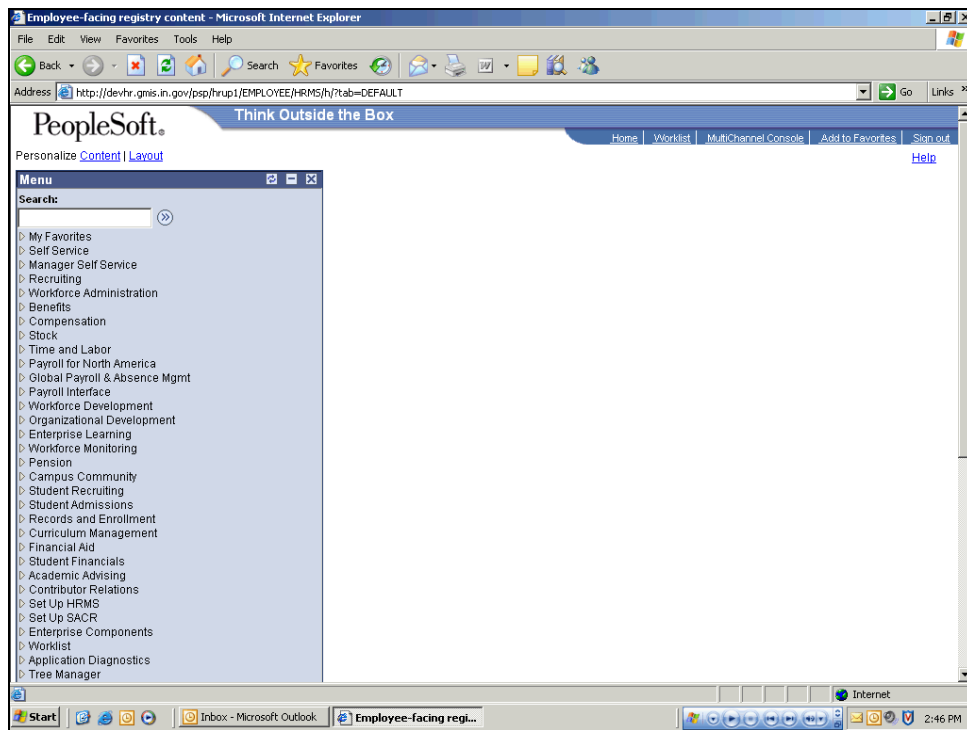 Employee-facing registry content - Microsoft Internet Explorer
File Edit View Favorites Tools Help
Back Search Favorites
Address http://devhr.gmis.in.gov/psp/hrup1/EMPLOYEE/HRMS/h/?tab=DEFAULT Go Links »
PeopleSoft®
Think Outside the Box
Home Worklist MultiChannel Console Add to Favorites Sign out
Personalize Content | Layout
Help
Menu
Search:
My Favorites
Self Service
Manager Self Service
Recruiting
Workforce Administration
Benefits
Compensation
Stock
Time and Labor
Payroll for North America
Global Payroll & Absence Mgmt
Payroll Interface
Workforce Development
Organizational Development
Enterprise Learning
Workforce Monitoring
Pension
Campus Community
Student Recruiting
Student Admissions
Records and Enrollment
Curriculum Management
Financial Aid
Student Financials
Academic Advising
Contributor Relations
Set Up HRMS
Set Up SACR
Enterprise Components
Worklist
Application Diagnostics
Tree Manager
Internet
Start Inbox - Microsoft Outlook Employee-facing regi... 2:46 PM